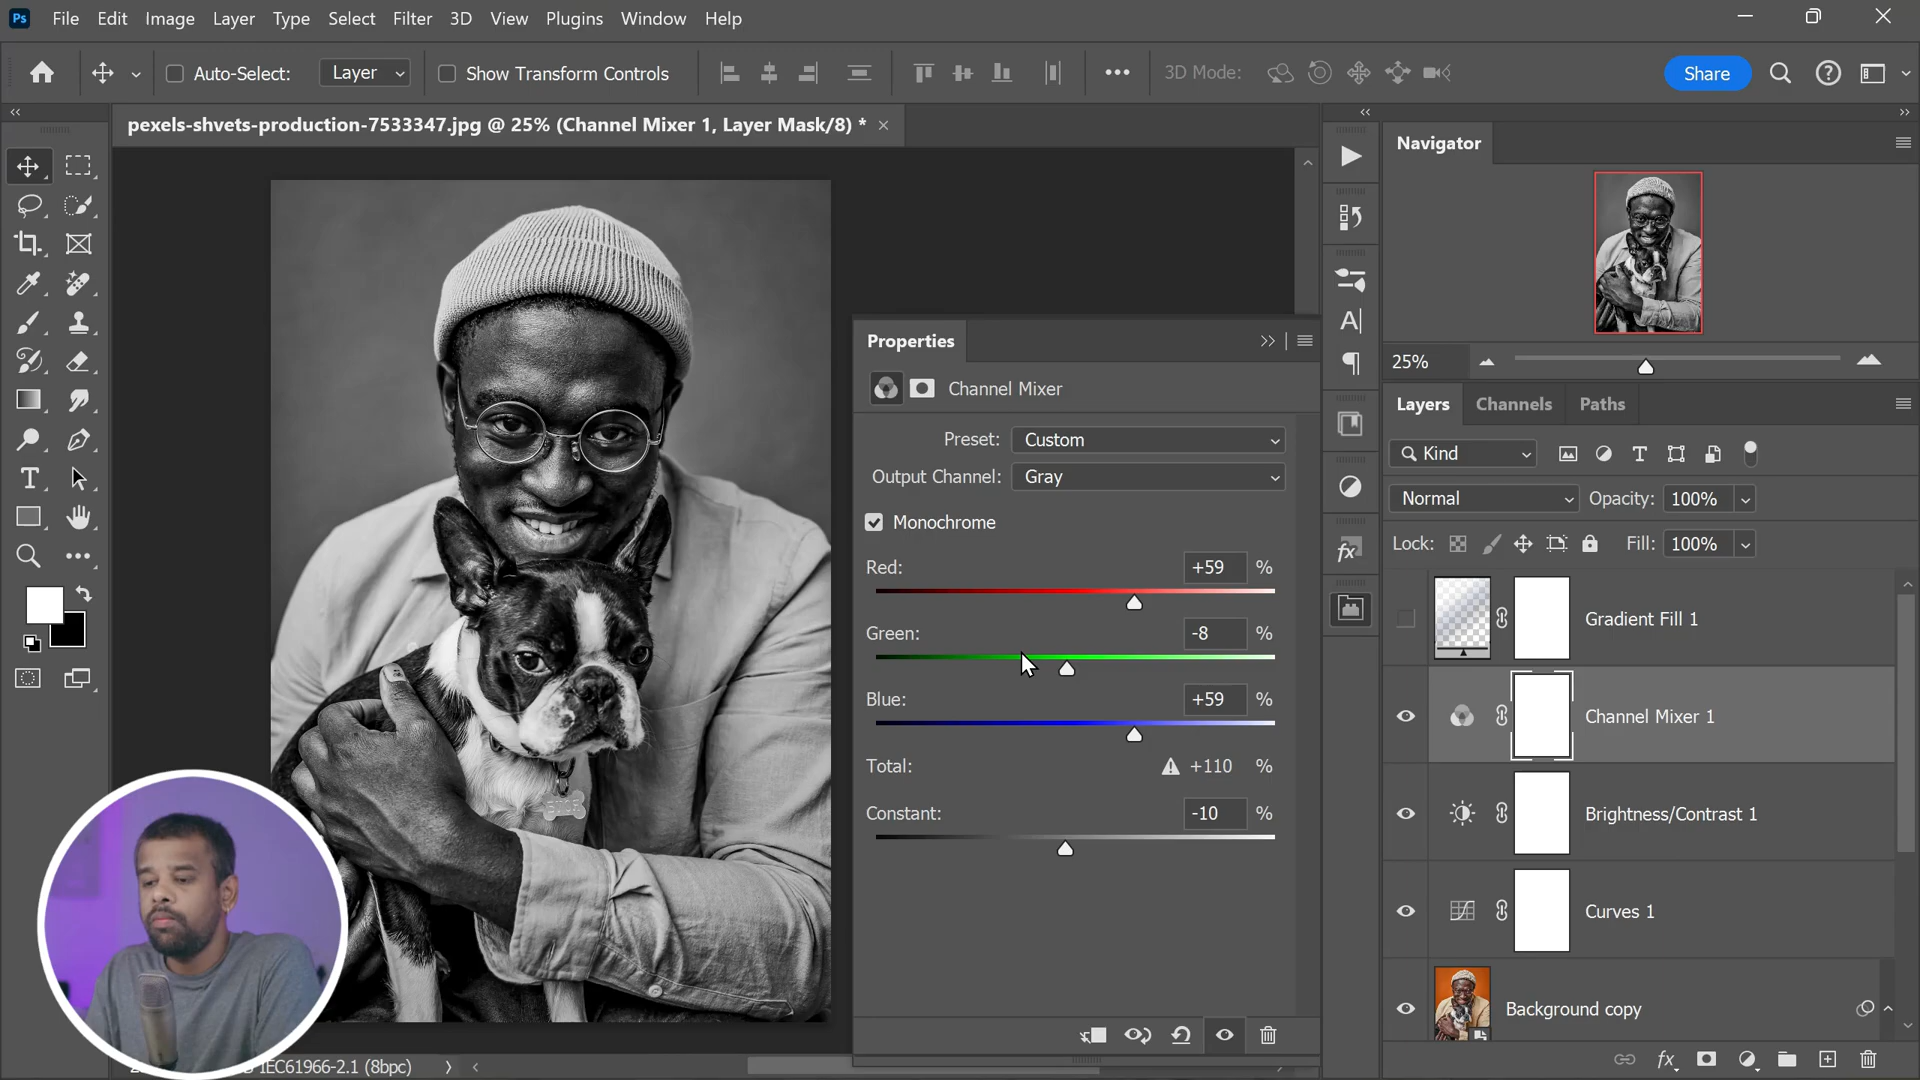 Ps File Edit Image Layer Type Select Filter 3D View Plugins Window Help
Auto-Select: Layer Show Transform Controls 3D Mode: Share
pexels-shvets-production-7533347.jpg @ 25% (Channel Mixer 1, Layer Mask/8) *
Navigator
25%
Properties
Channel Mixer
Preset: Custom
Output Channel: Gray
Monochrome
Red: +59 %
Green: -8 %
Blue: +59 %
Total: +110 %
Constant: -10 %
Layers Channels Paths
Kind
Normal Opacity: 100%
Lock: Fill: 100%
Gradient Fill 1
Channel Mixer 1
Brightness/Contrast 1
Curves 1
Background copy
IEC61966-2.1 (8bpc)